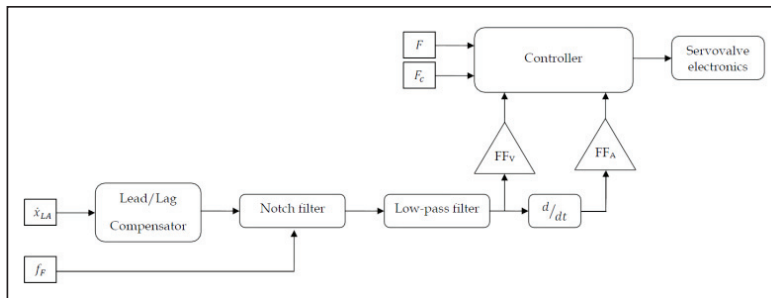 F
F_c
Controller
Servovalve
electronics
FF_V
FF_A
ẋ_LA
Lead/Lag
Compensator
Notch filter
Low-pass filter
d/dt
f_F